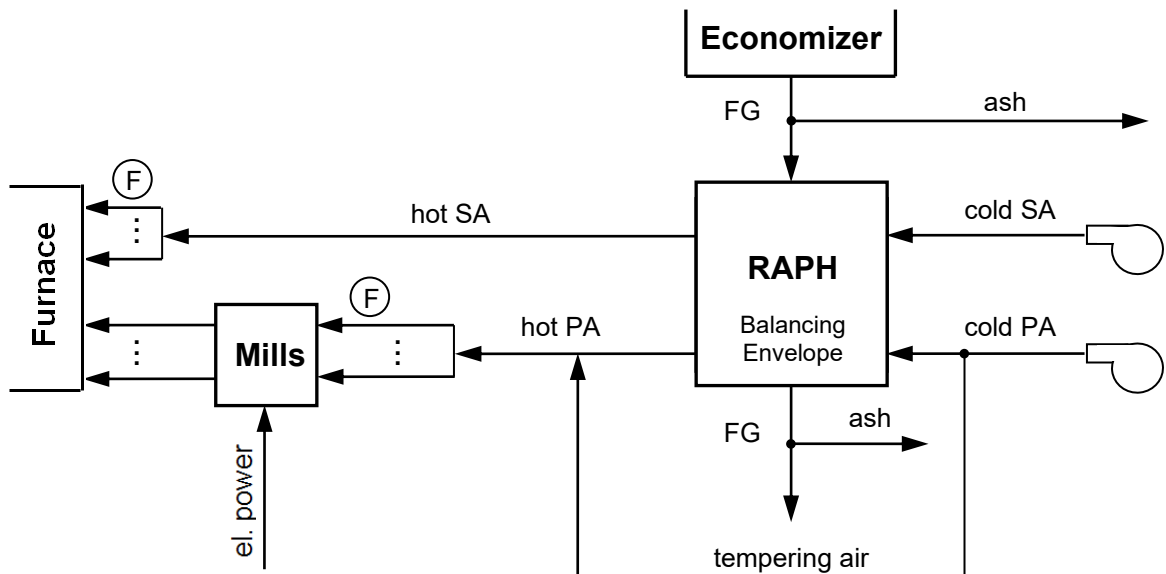 Economizer
FG
ash
F
hot SA
cold SA
Furnace
RAPH
F
hot PA
cold PA
Balancing
Envelope
Mills
ash
FG
el. power
tempering air